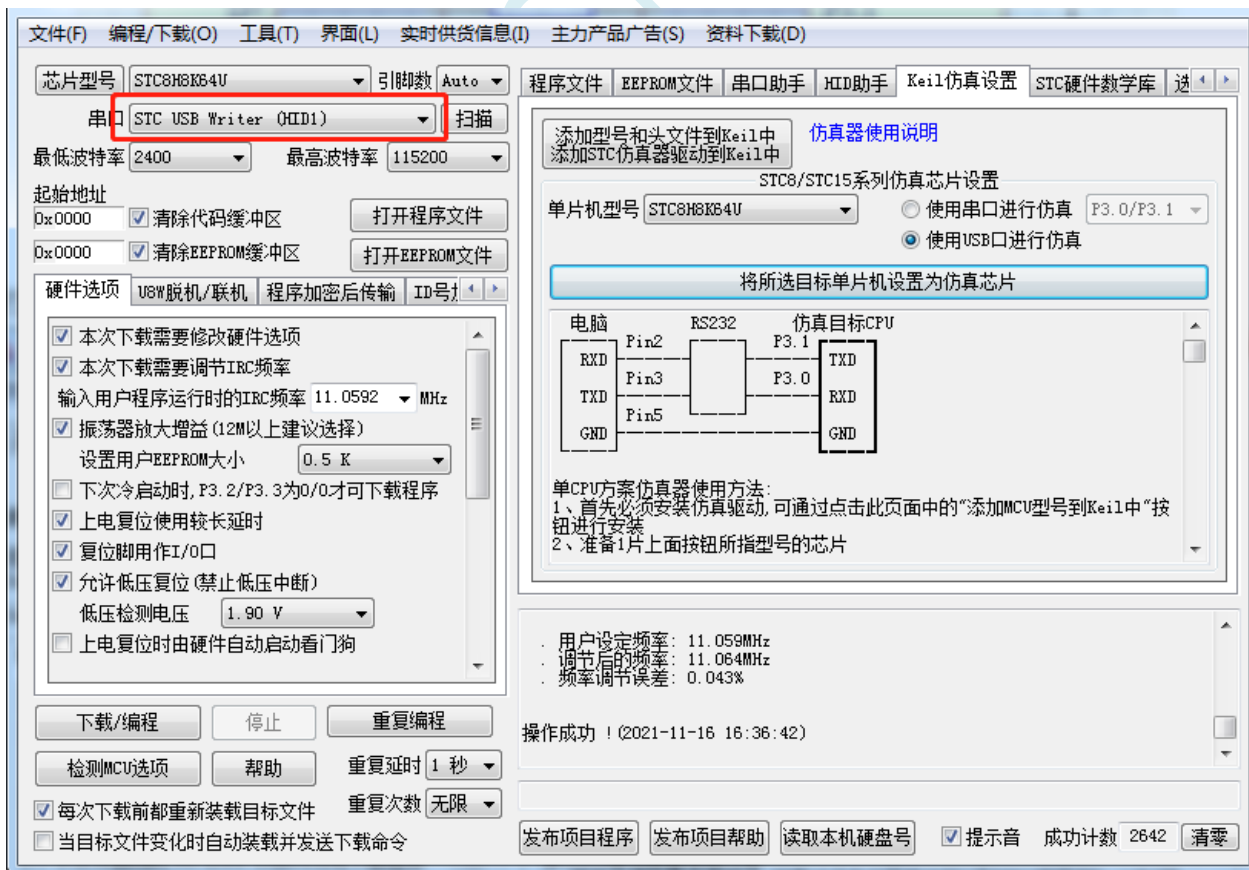 文件(F) 编程/下载(O) 工具(T) 界面(L) 实时供货信息(I) 主力产品广告(S) 资料下载(D)
芯片型号 STC8H8K64U 引脚数 Auto
串口 STC USB Writer (HID1) 扫描
最低波特率 2400 最高波特率 115200
起始地址
0x0000 清除代码缓冲区 打开程序文件
0x0000 清除EEPROM缓冲区 打开EEPROM文件
硬件选项 U8W脱机/联机 程序加密后传输 ID号
本次下载需要修改硬件选项
本次下载需要调节IRC频率
输入用户程序运行时的IRC频率 11.0592 MHz
振荡器放大增益(12M以上建议选择)
设置用户EEPROM大小 0.5 K
下次冷启动时,P3.2/P3.3为0/0才可下载程序
上电复位使用较长延时
复位脚用作I/O口
允许低压复位(禁止低压中断)
低压检测电压 1.90 V
上电复位时由硬件自动启动看门狗
下载/编程 停止 重复编程
检测MCU选项 帮助 重复延时 1 秒
每次下载前都重新装载目标文件 重复次数 无限
当目标文件变化时自动装载并发送下载命令
程序文件 EEPROM文件 串口助手 HID助手 Keil仿真设置 STC硬件数学库 选
添加型号和头文件到Keil中
添加STC仿真器驱动到Keil中
仿真器使用说明
STC8/STC15系列仿真芯片设置
单片机型号 STC8H8K64U 使用串口进行仿真 P3.0/P3.1
使用USB口进行仿真
将所选目标单片机设置为仿真芯片
电脑 RS232 仿真目标CPU
Pin2 P3.1
RXD TXD
Pin3 P3.0
TXD RXD
Pin5
GND GND
单CPU方案仿真器使用方法:
1、首先必须安装仿真驱动,可通过点击此页面中的“添加MCU型号到Keil中”按
钮进行安装
2、准备1片上面按钮所指型号的芯片
. 用户设定频率: 11.059MHz
. 调节后的频率: 11.064MHz
. 频率调节误差: 0.043%
操作成功 !(2021-11-16 16:36:42)
发布项目程序 发布项目帮助 读取本机硬盘号 提示音 成功计数 2642 清零